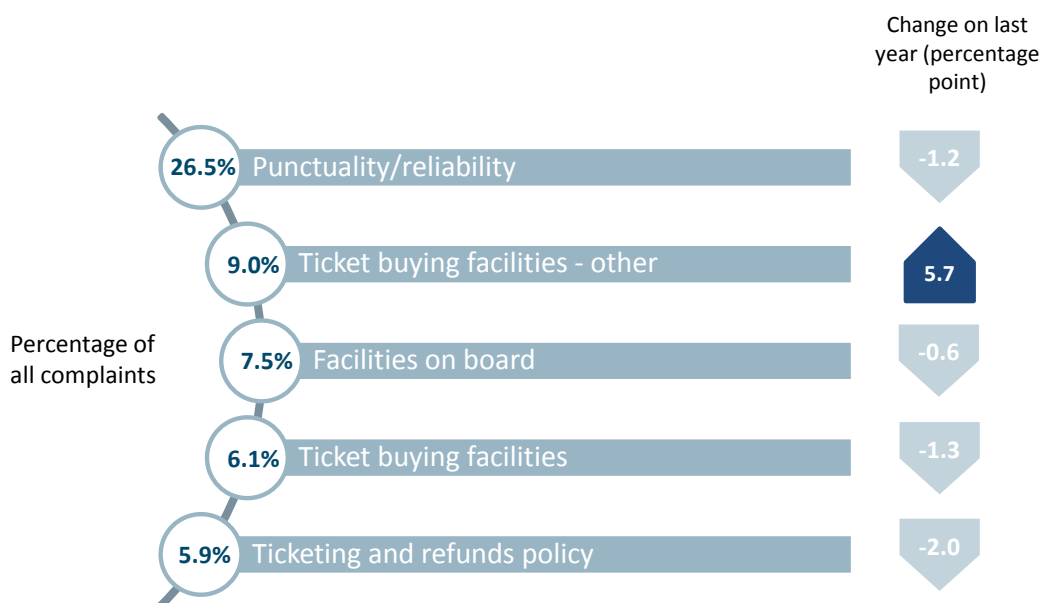 Change on last
year (percentage
point)
26.5% Punctuality/reliability -1.2
9.0% Ticket buying facilities - other 5.7
Percentage of
all complaints
7.5% Facilities on board -0.6
6.1% Ticket buying facilities -1.3
5.9% Ticketing and refunds policy -2.0